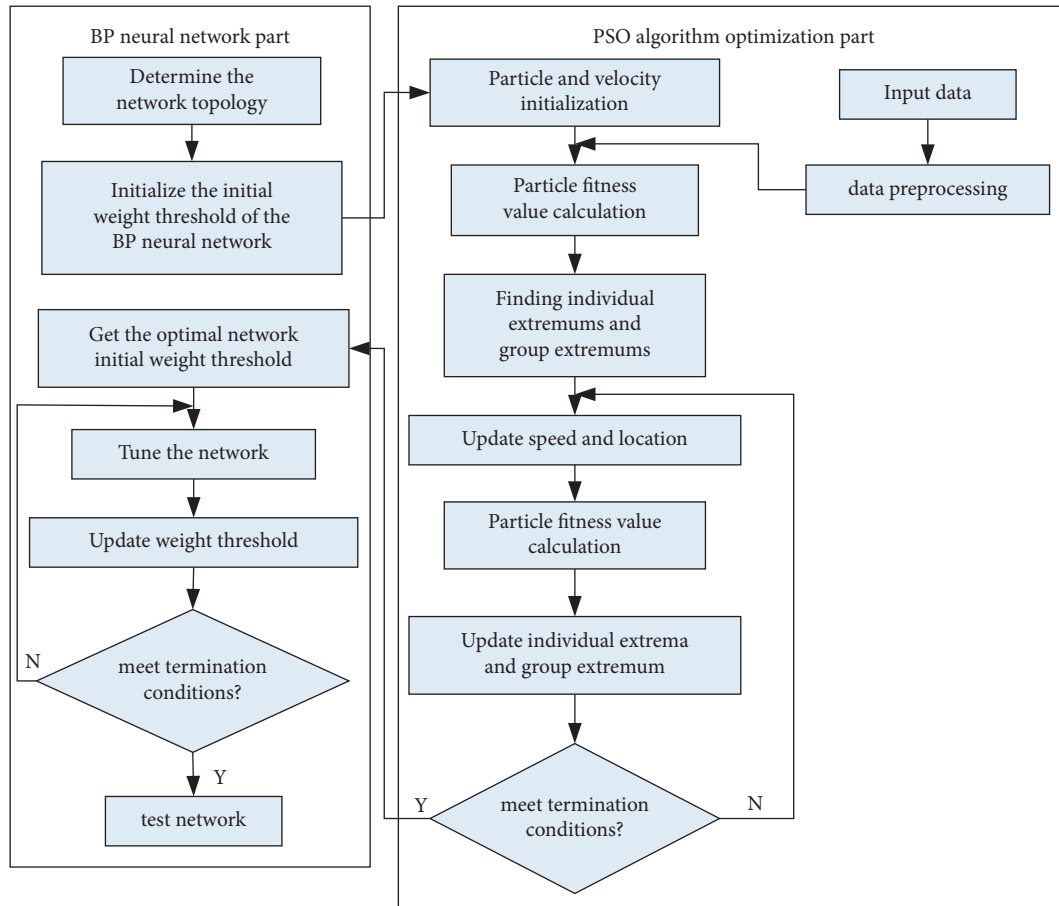 BP neural network part
Determine the
network topology
Initialize the initial
weight threshold of the
BP neural network
Get the optimal network
initial weight threshold
Tune the network
Update weight threshold
N
meet termination
conditions?
Y
test network
PSO algorithm optimization part
Particle and velocity
initialization
Input data
data preprocessing
Particle fitness
value calculation
Finding individual
extremums and
group extremums
Update speed and location
Particle fitness value
calculation
Update individual extrema
and group extremum
Y
meet termination
conditions?
N